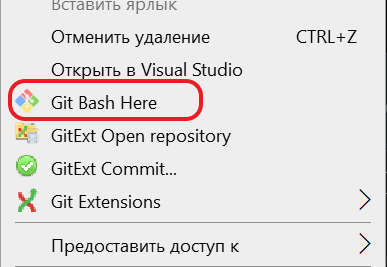 Вставить ярлык
Отменить удаление CTRL+Z
Открыть в Visual Studio
Git Bash Here
GitExt Open repository
GitExt Commit...
Git Extensions
Предоставить доступ к